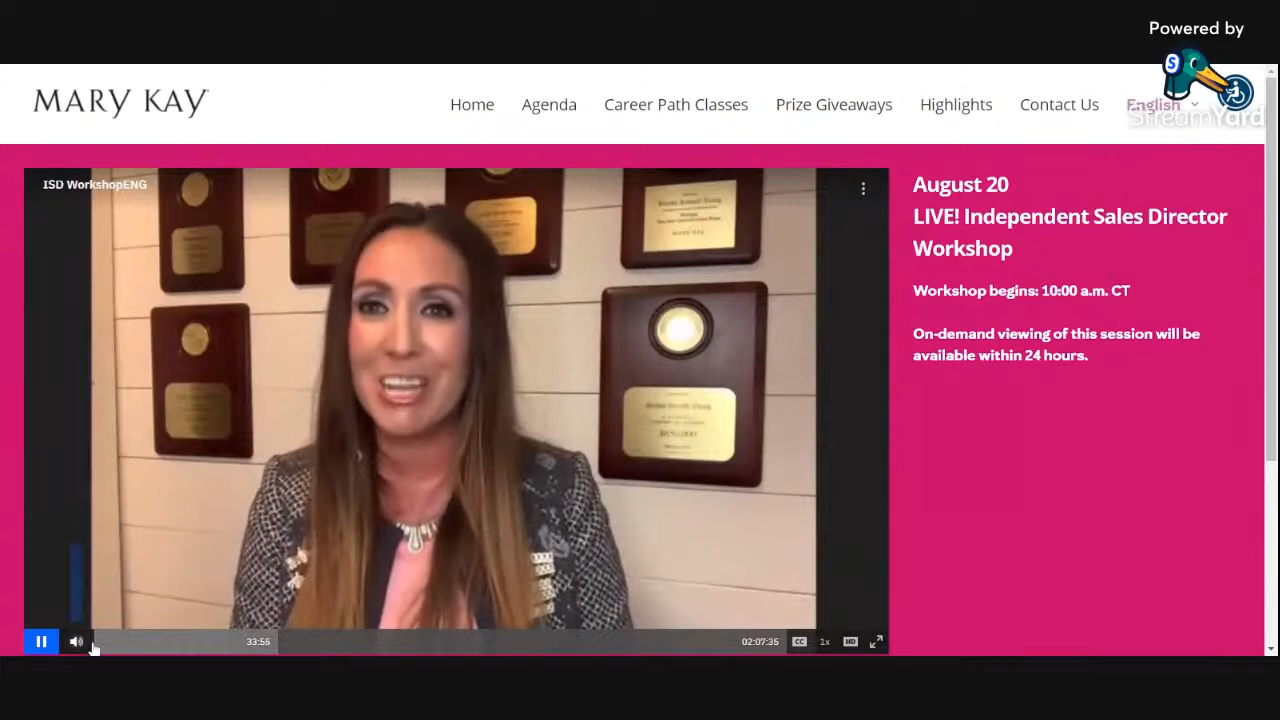 Powered by
StreamYard
MARY KAY
Home
Agenda
Career Path Classes
Prize Giveaways
Highlights
Contact Us
English
ISD WorkshopENG
August 20
LIVE! Independent Sales Director
Workshop
Workshop begins: 10:00 a.m. CT
On-demand viewing of this session will be
available within 24 hours.
33:55
02:07:35
CC
1x
HD